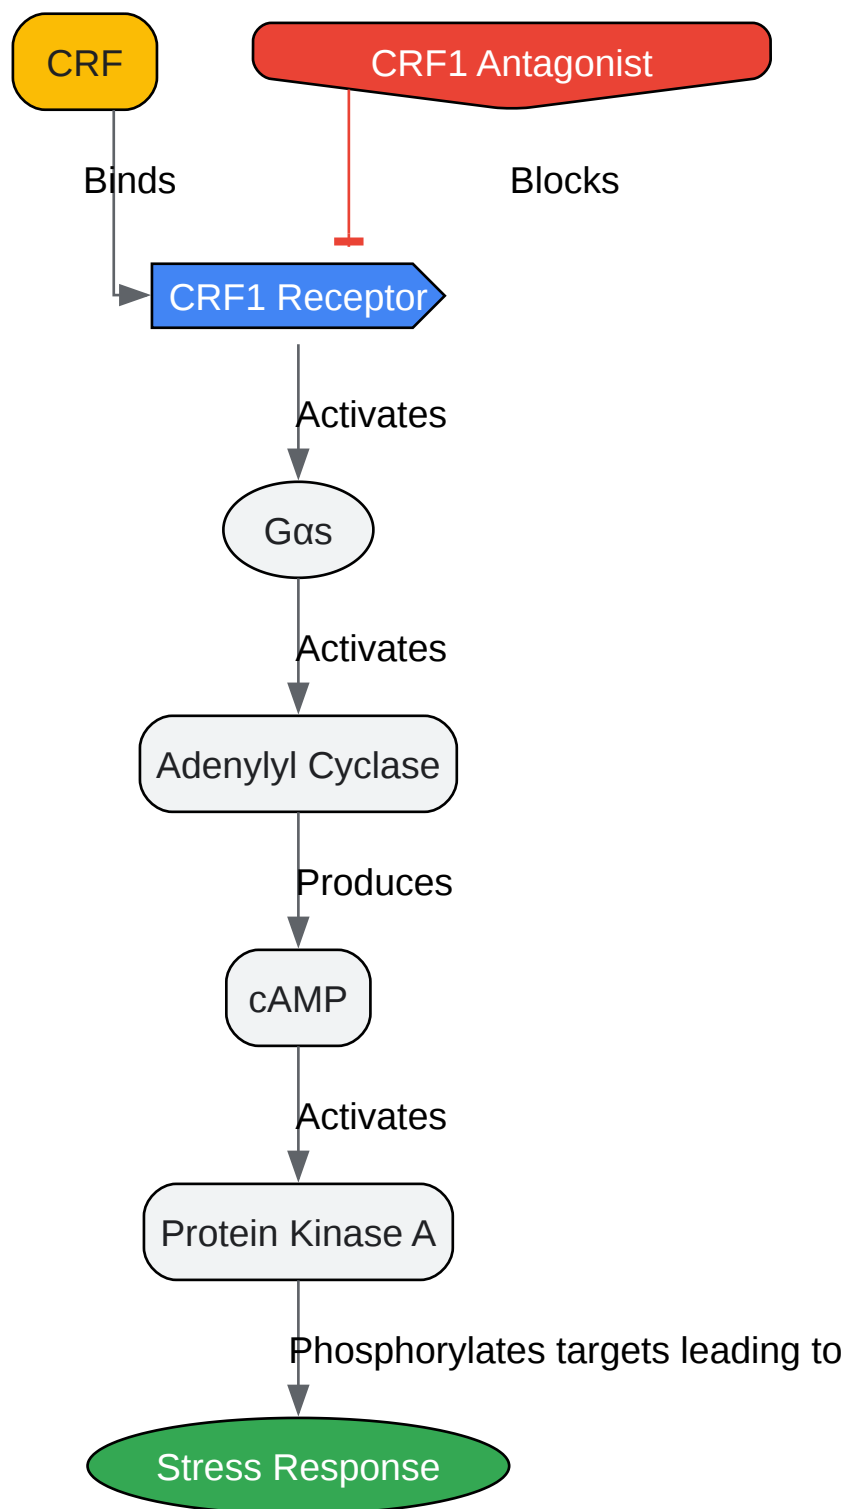 CRF
CRF1 Antagonist
Binds
Blocks
CRF1 Receptor
Activates
Gαs
Activates
Adenylyl Cyclase
Produces
cAMP
Activates
Protein Kinase A
Phosphorylates targets leading to
Stress Response